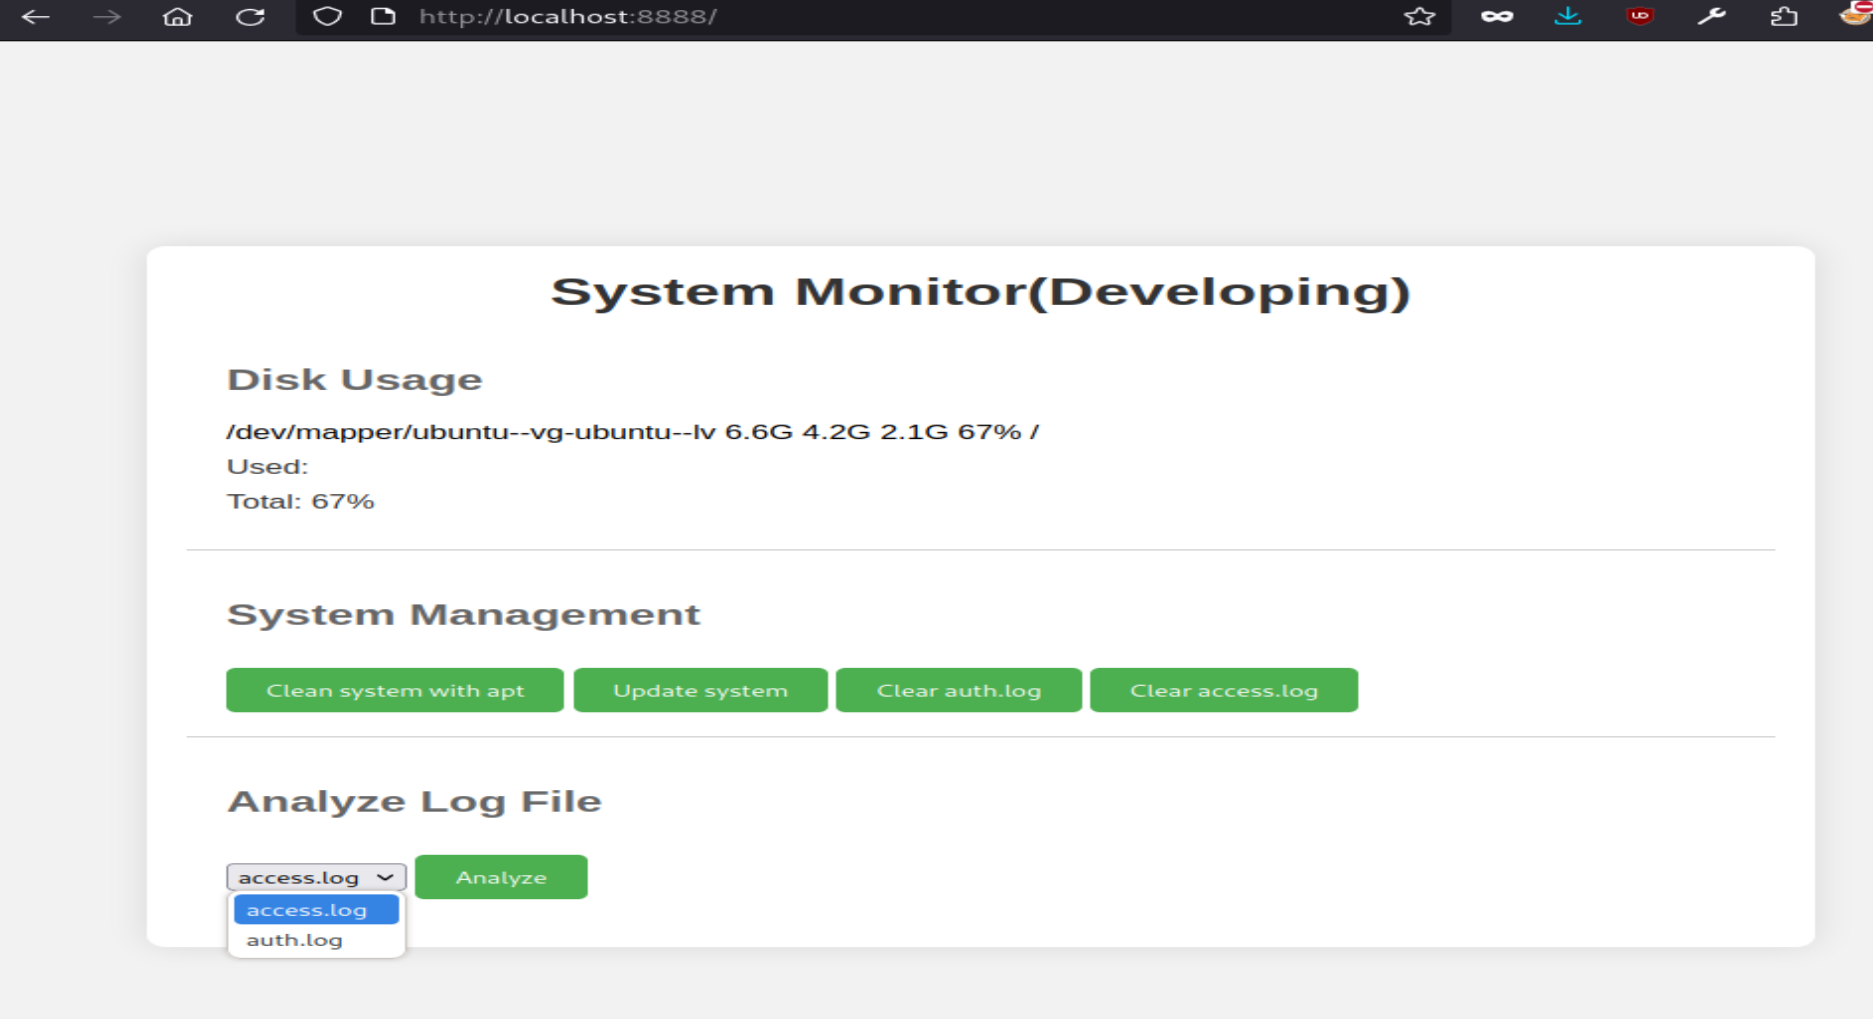 http://localhost:8888/
System Monitor(Developing)
Disk Usage
/dev/mapper/ubuntu--vg-ubuntu--lv 6.6G 4.2G 2.1G 67% /
Used:
Total: 67%
System Management
Clean system with apt Update system Clear auth.log Clear access.log
Analyze Log File
access.log Analyze
access.log
auth.log